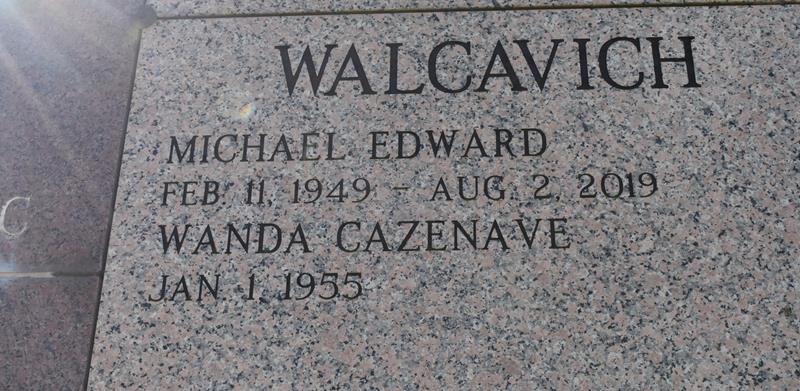 WALCAVICH
MICHAEL EDWARD
FEB. 11, 1949 - AUG. 2, 2019
WANDA CAZENAVE
JAN 1, 1955
C